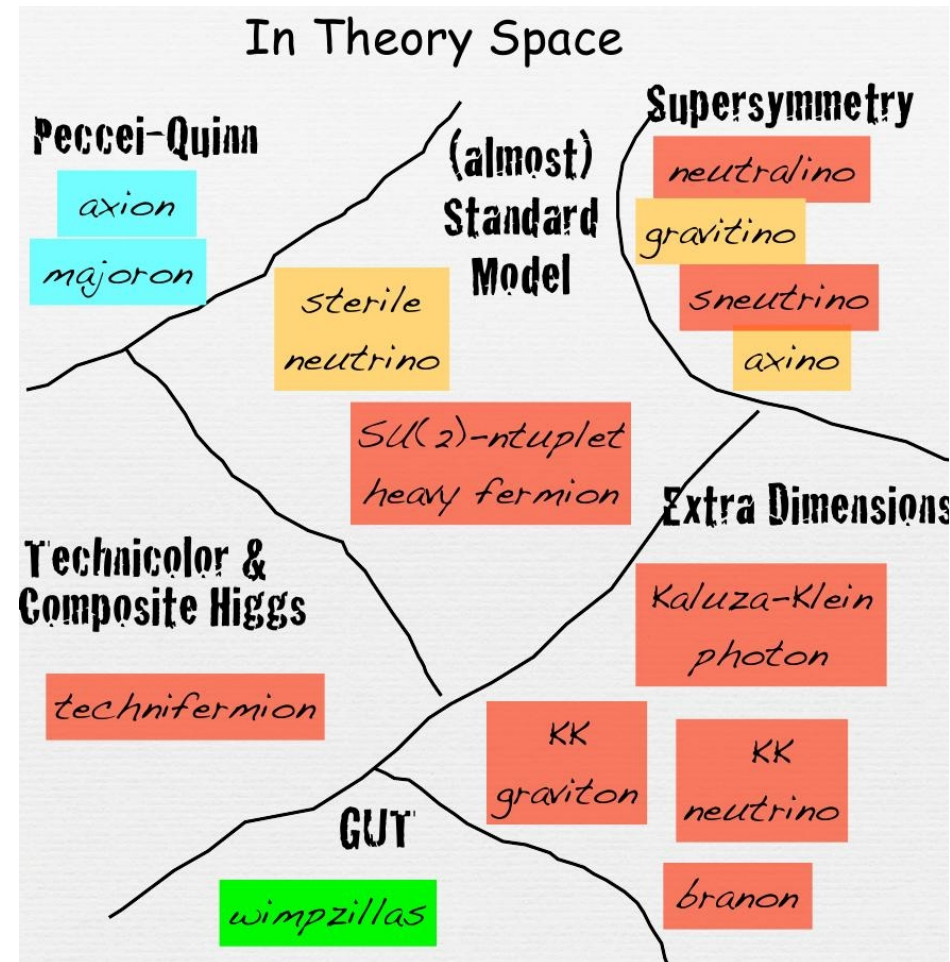 In Theory Space
Peccei-Quinn
axion
majoron
(almost)
Standard
Model
sterile
neutrino
SU(2)-ntuplet
heavy fermion
Supersymmetry
neutralino
gravitino
sneutrino
axino
Technicolor &
Composite Higgs
technifermion
Extra Dimensions
Kaluza-Klein
photon
KK
graviton
KK
neutrino
branon
GUT
wimpzillas